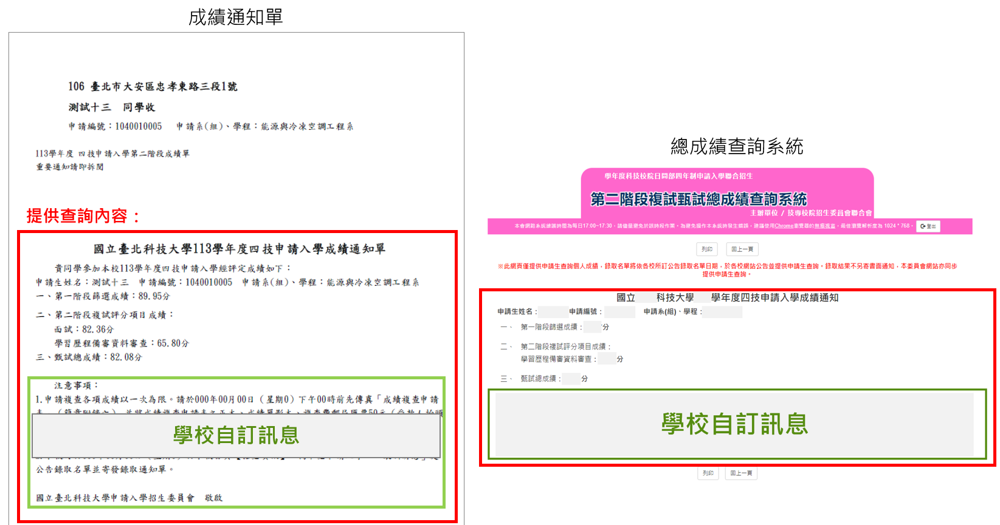 成績通知單
106 臺北市大安區忠孝東路三段1號
測試十三 同學收
申請編號：1040010005 申請系(組)、學程：能源與冷凍空調工程系
113學年度 四技申請入學第二階段成績單
重要通知請即拆閱
提供查詢內容：
國立臺北科技大學113學年度四技申請入學成績通知單
貴同學參加本校113學年度四技申請入學經評定成績如下：
申請生姓名：測試十三 申請編號：1040010005 申請系(組)、學程：能源與冷凍空調工程系
一、第一階段篩選成績：89.95分
二、第二階段複試評分項目成績：
面試：82.36分
學習歷程備審資料審查：65.80分
三、甄試總成績：82.08分
注意事項：
1.申請複查各項成績以一次為限。請於000年00月00日（星期0）下午00時前先傳真「成績複查申請
學校自訂訊息
公告錄取名單並寄發錄取通知單。
國立臺北科技大學申請入學招生委員會 敬啟
總成績查詢系統
學年度科技校院日間部四年制申請入學聯合招生
第二階段複試甄試總成績查詢系統
主辦單位 / 技專校院招生委員會聯合會
本會網路系統維護時間為每日17:00~17:30，請儘量避免於該時段作業。為避免操作本系統時發生錯誤，建議使用Chrome瀏覽器的無痕視窗，最佳瀏覽解析度為 1024 * 768。 登出
列印 回上一頁
※此網頁僅提供申請生查詢個人成績，錄取名單將依各校所訂公告錄取名單日期，於各校網站公告並提供申請生查詢。錄取結果不另寄書面通知，本委員會網站亦同步
提供申請生查詢。
國立 科技大學 學年度四技申請入學成績通知
申請生姓名： 申請編號： 申請系(組)、學程：
一、 第一階段篩選成績： 分
二、 第二階段複試評分項目成績：
學習歷程備審資料審查： 分
三、 甄試總成績： 分
學校自訂訊息
列印 回上一頁